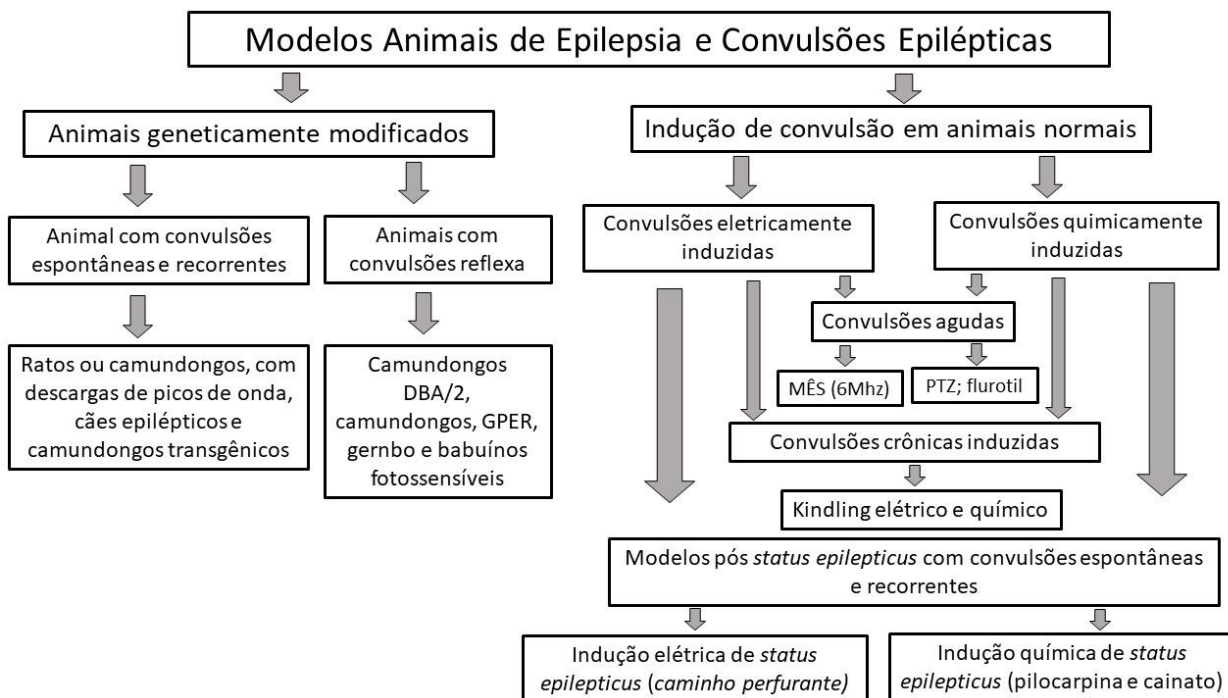 Modelos Animais de Epilepsia e Convulsões Epilépticas
Animais geneticamente modificados
Indução de convulsão em animais normais
Animal com convulsões
espontâneas e recorrentes
Animais com
convulsões reflexa
Convulsões eletricamente
induzidas
Convulsões quimicamente
induzidas
Convulsões agudas
Ratos ou camundongos, com
descargas de picos de onda,
cães epilépticos e
camundongos transgênicos
Camundongos
DBA/2,
camundongos, GPER,
gernbo e babuínos
fotossensíveis
MÊS (6Mhz)
PTZ; flurotil
Convulsões crônicas induzidas
Kindling elétrico e químico
Modelos pós status epilepticus com convulsões espontâneas
e recorrentes
Indução elétrica de status
epilepticus (caminho perfurante)
Indução química de status
epilepticus (pilocarpina e cainato)